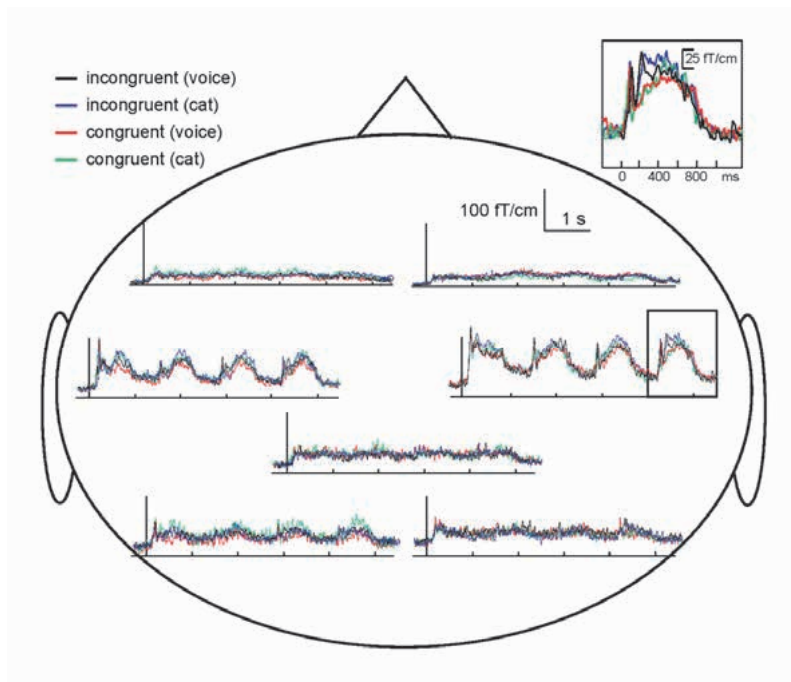 incongruent (voice)
incongruent (cat)
congruent (voice)
congruent (cat)
25 fT/cm
0 400 800 ms
100 fT/cm
1 s